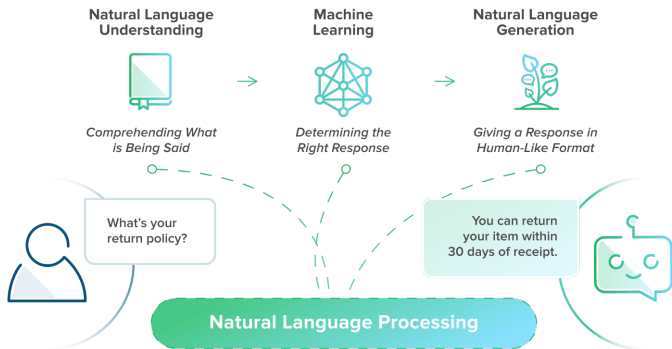 Natural Language
Understanding
Machine
Learning
Natural Language
Generation
Comprehending What
is Being Said
Determining the
Right Response
Giving a Response in
Human-Like Format
What's your
return policy?
You can return
your item within
30 days of receipt.
Natural Language Processing